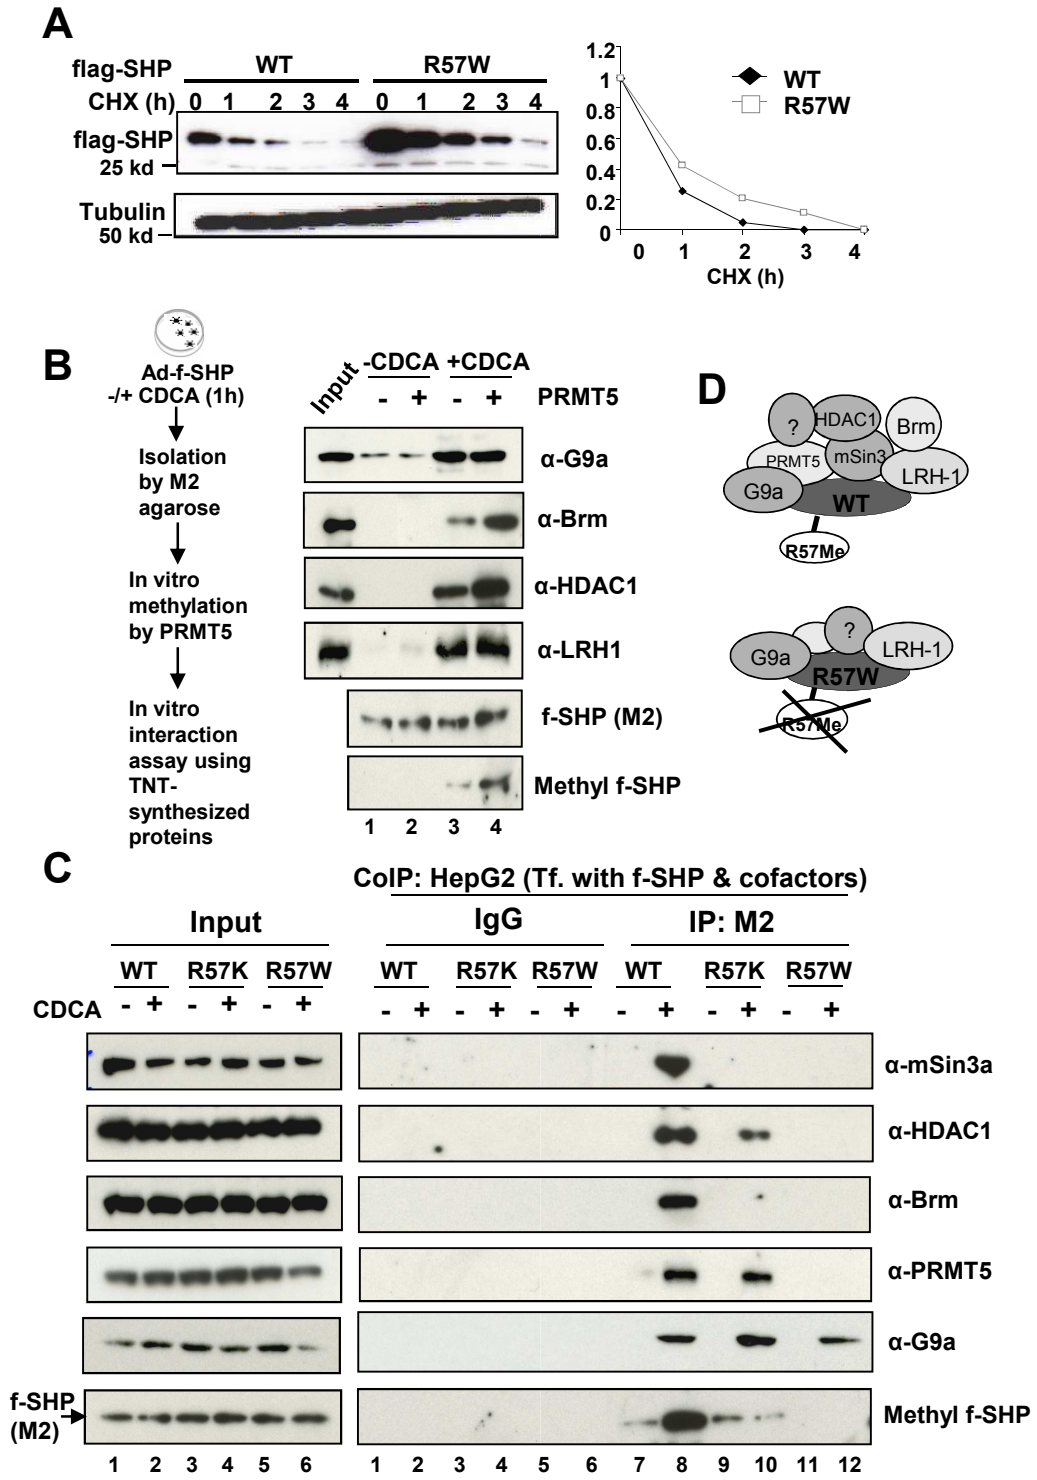 A
flag-SHP WT R57W
CHX (h) 0 1 2 3 4 0 1 2 3 4
flag-SHP
25 kd
Tubulin
50 kd
1.2
1
0.8
0.6
0.4
0.2
0
0 1 2 3 4
CHX (h)
WT
R57W
B
Ad-f-SHP
-/+ CDCA (1h)
Isolation
by M2
agarose
In vitro
methylation
by PRMT5
In vitro
interaction
assay using
TNT-
synthesized
proteins
Input -CDCA +CDCA
- + - + PRMT5
α-G9a
α-Brm
α-HDAC1
α-LRH1
f-SHP (M2)
Methyl f-SHP
1 2 3 4
D
? HDAC1 Brm
PRMT5 mSin3 LRH-1
G9a WT
R57Me
?
G9a LRH-1
R57W
R57Me
C
CoIP: HepG2 (Tf. with f-SHP & cofactors)
Input IgG IP: M2
WT R57K R57W WT R57K R57W WT R57K R57W
CDCA - + - + - + - + - + - + - + - + - +
α-mSin3a
α-HDAC1
α-Brm
α-PRMT5
α-G9a
f-SHP
(M2)
Methyl f-SHP
1 2 3 4 5 6 1 2 3 4 5 6 7 8 9 10 11 12